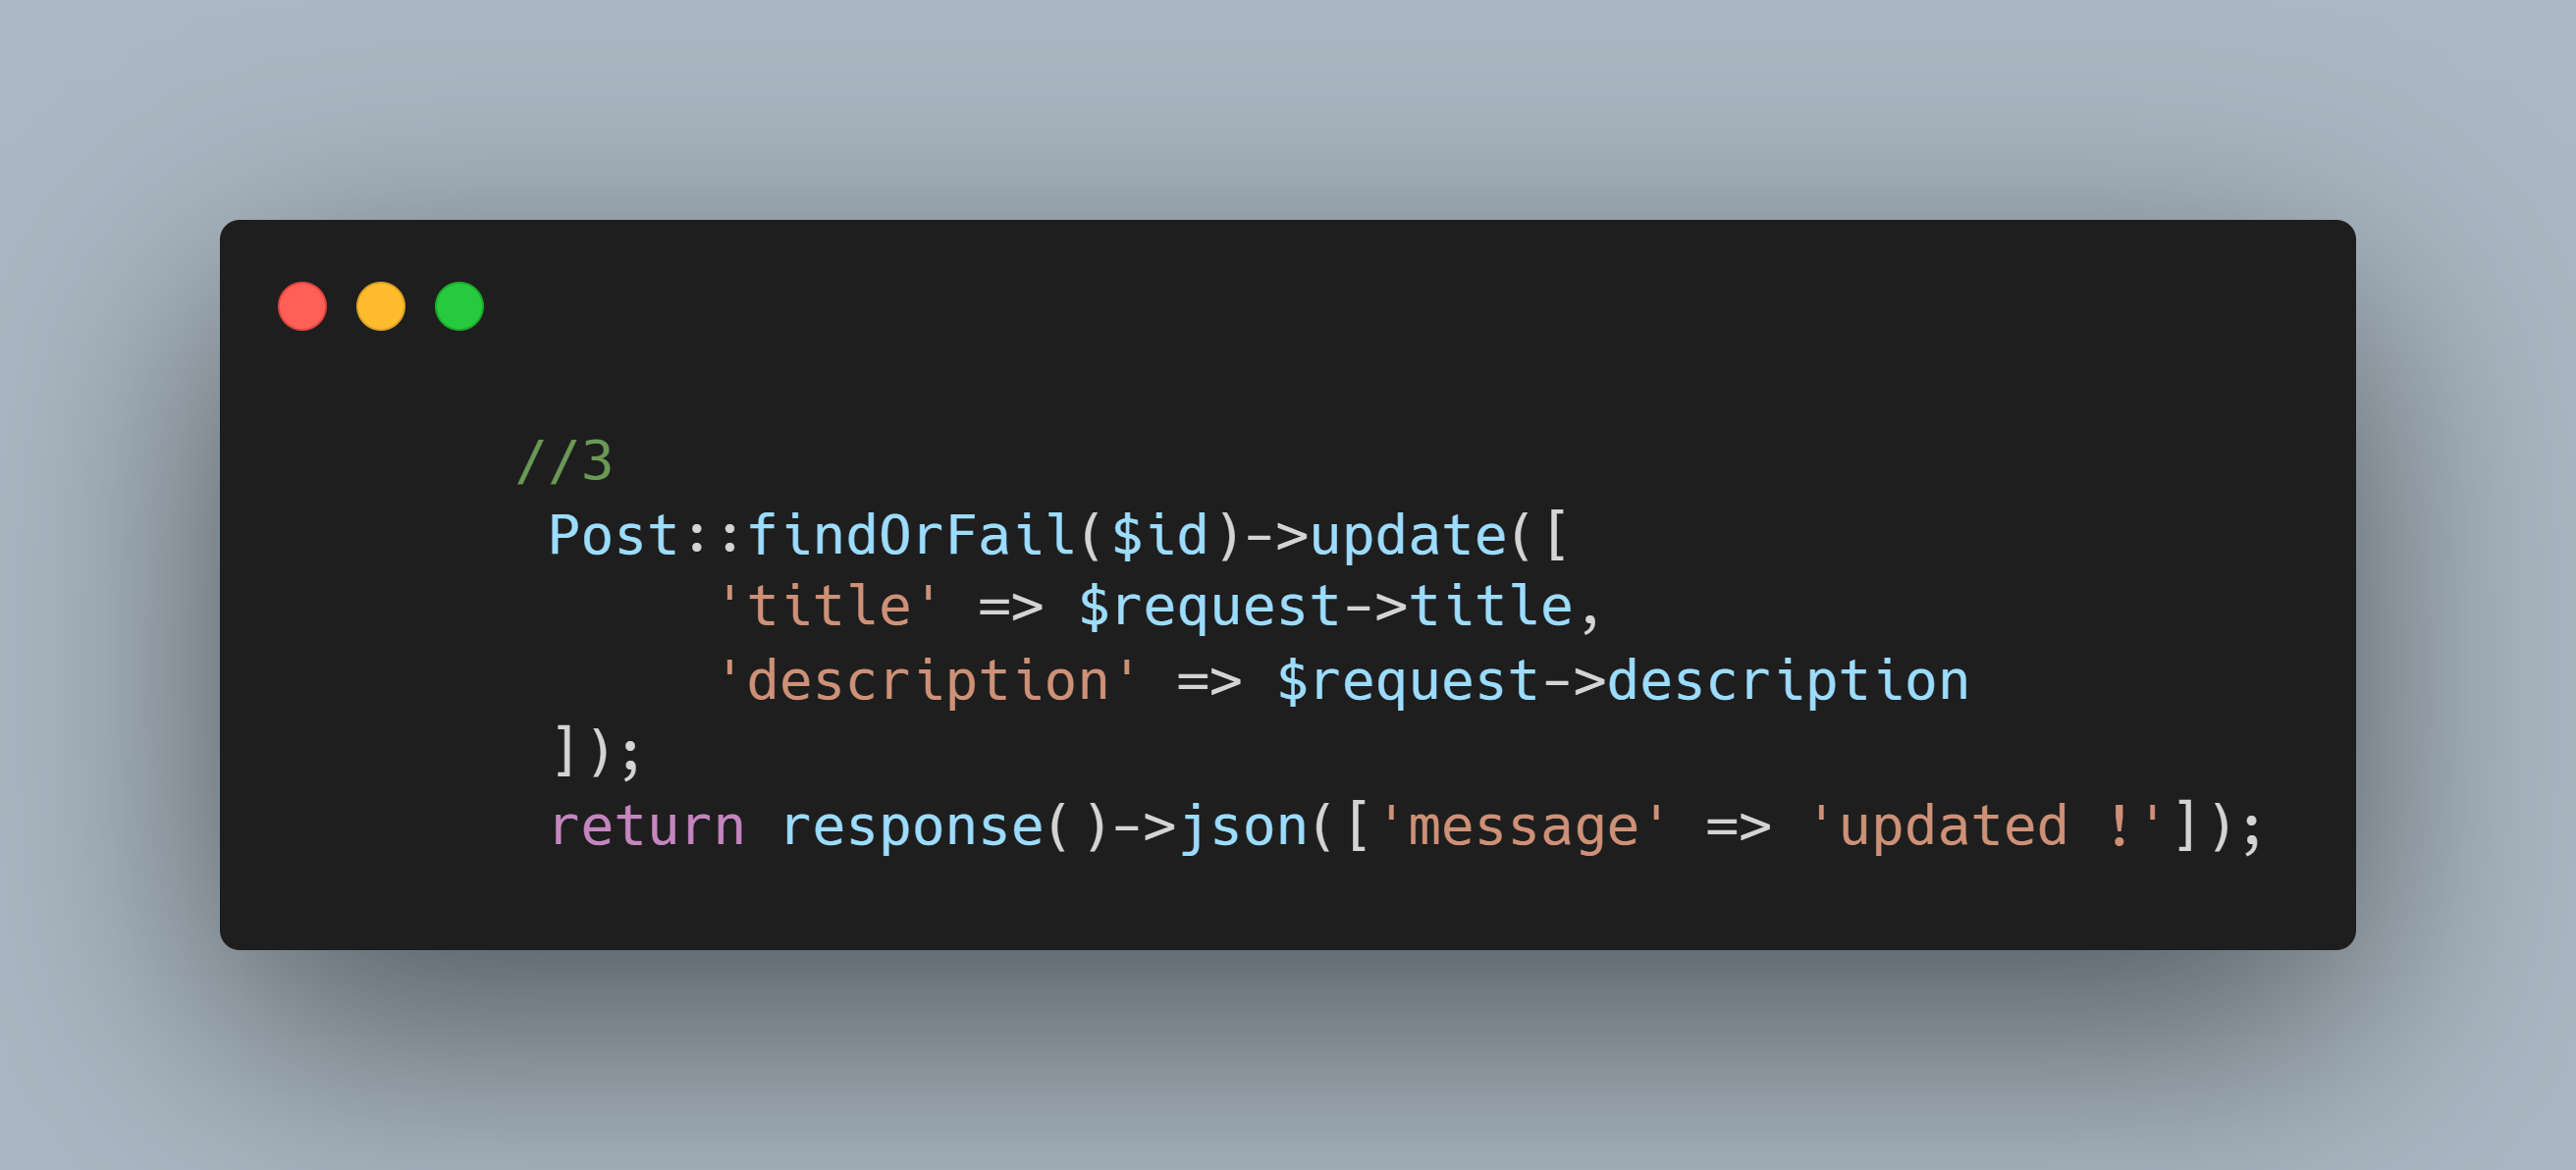 //3
Post::findOrFail($id)->update([
'title' => $request->title,
'description' => $request->description
]);
return response()->json(['message' => 'updated !']);